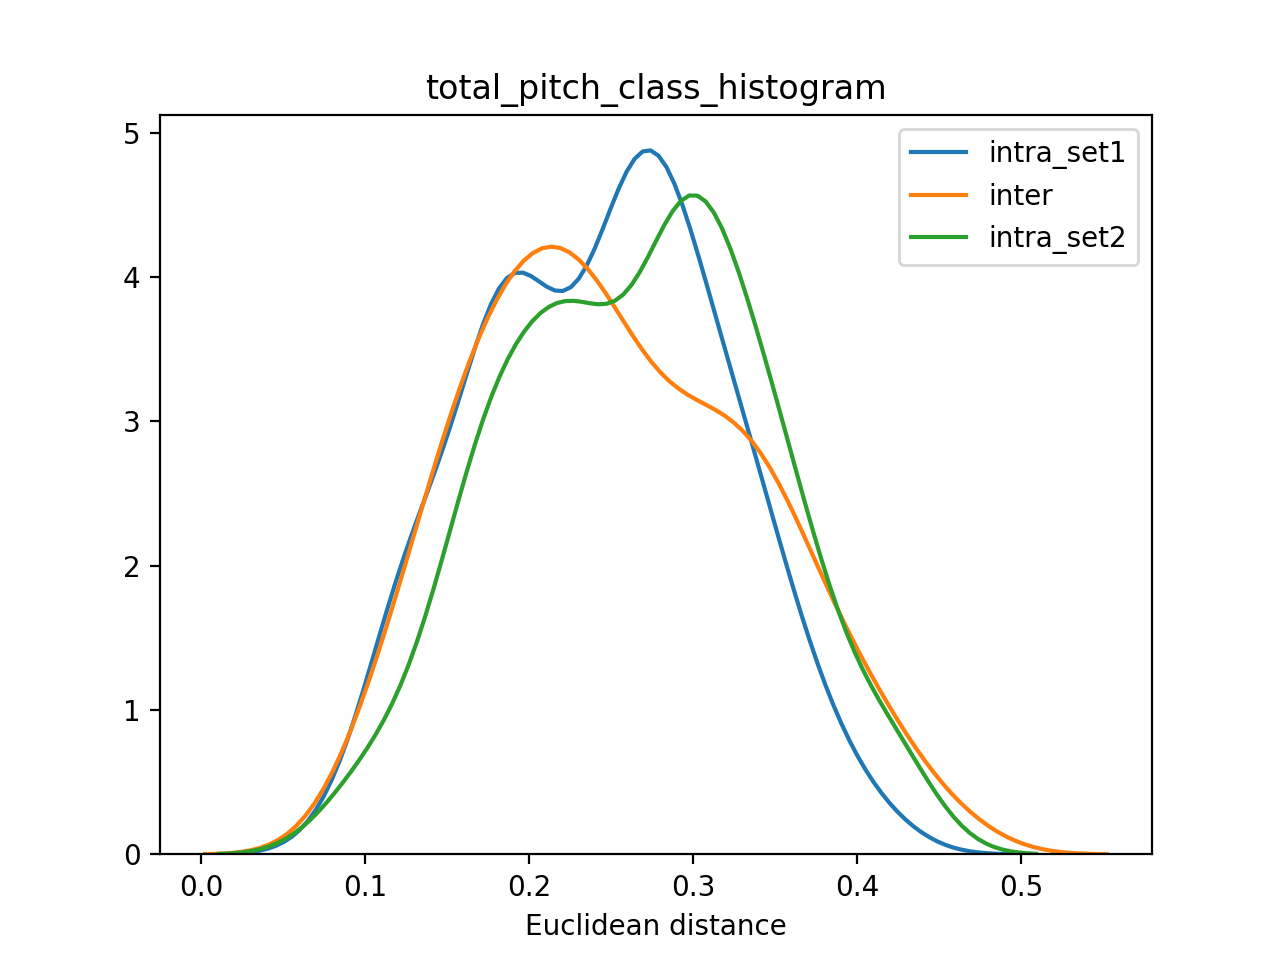 total_pitch_class_histogram
intra_set1
inter
intra_set2
5
4
3
2
1
0
0.0 0.1 0.2 0.3 0.4 0.5
Euclidean distance